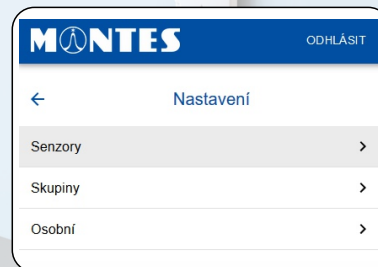 MONTES
ODHLÁSIT
Nastavení
Senzory
Skupiny
Osobní